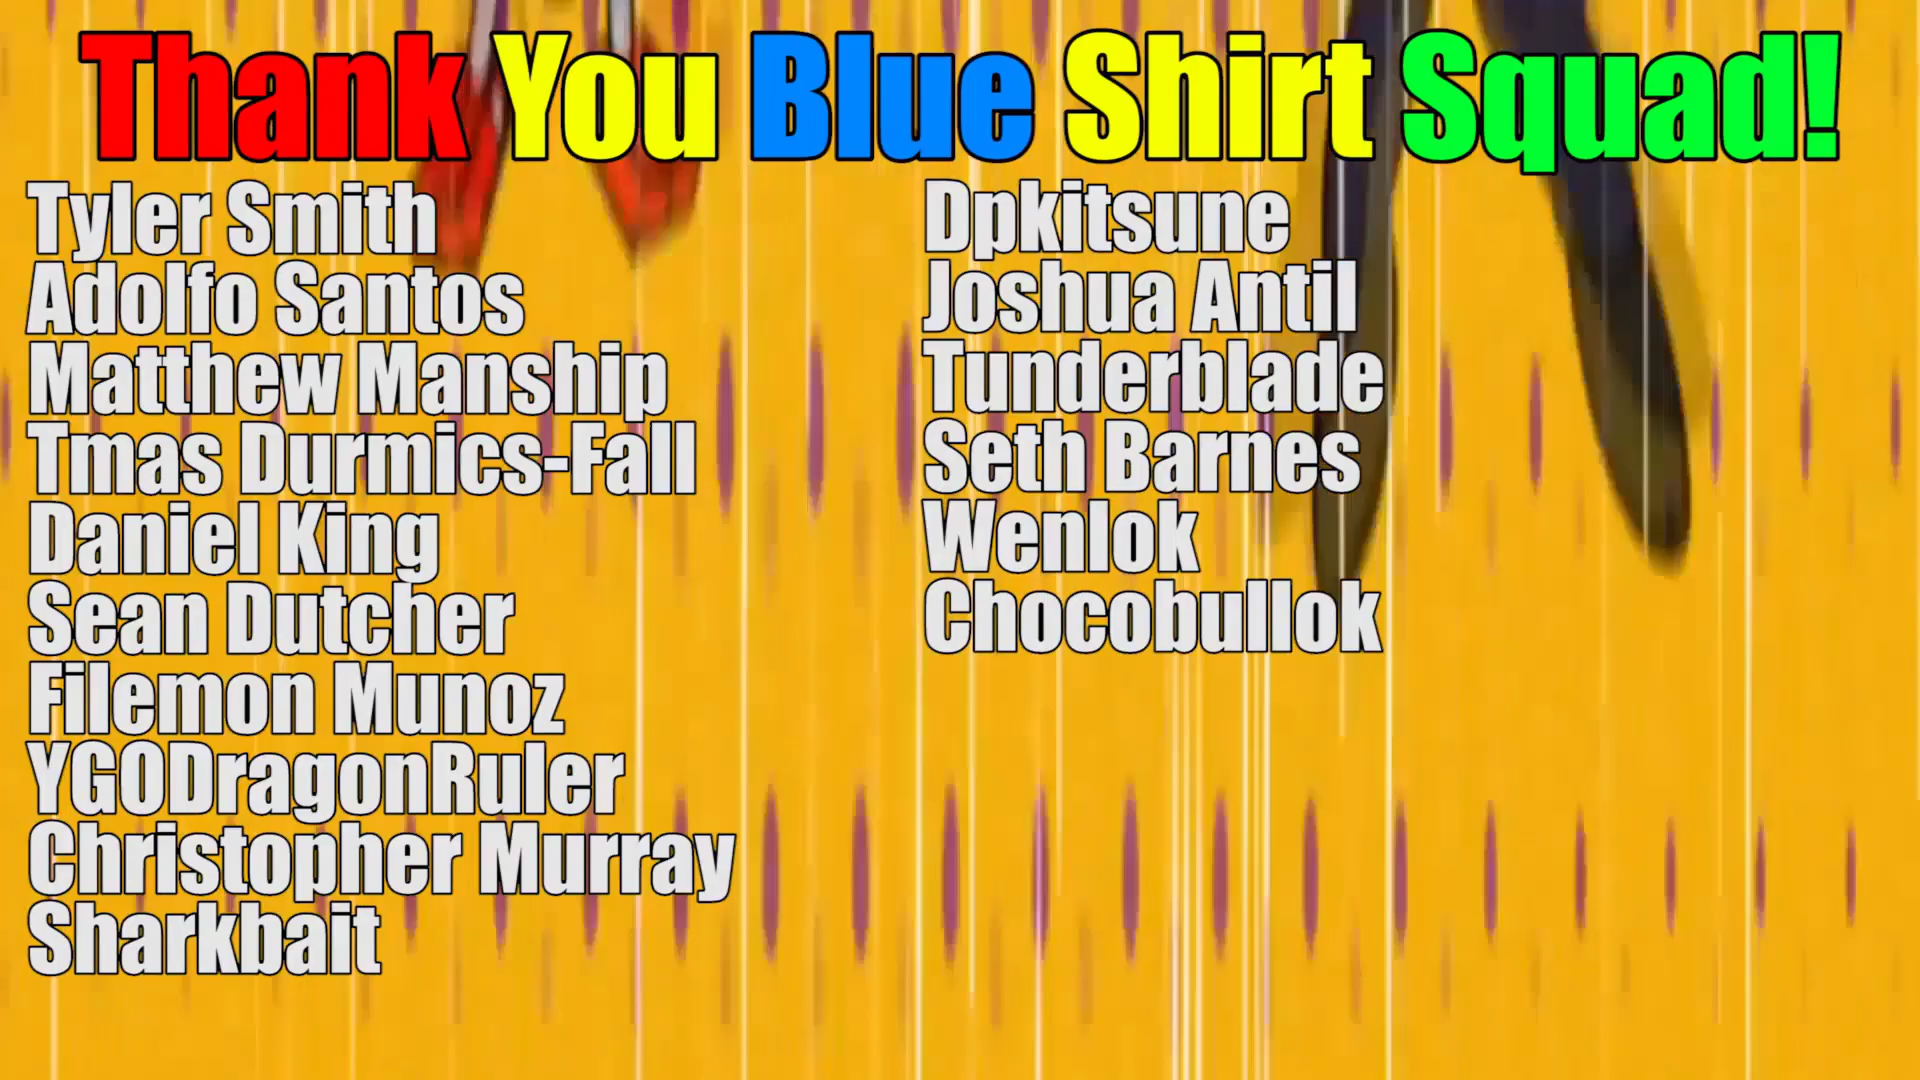 Thank You Blue Shirt Squad!
Tyler Smith
Adolfo Santos
Matthew Manship
Tmas Durmics-Fall
Daniel King
Sean Dutcher
Filemon Munoz
YGODragonRuler
Christopher Murray
Sharkbait
Dpkitsune
Joshua Antil
Tunderblade
Seth Barnes
Wenlok
Chocobullok